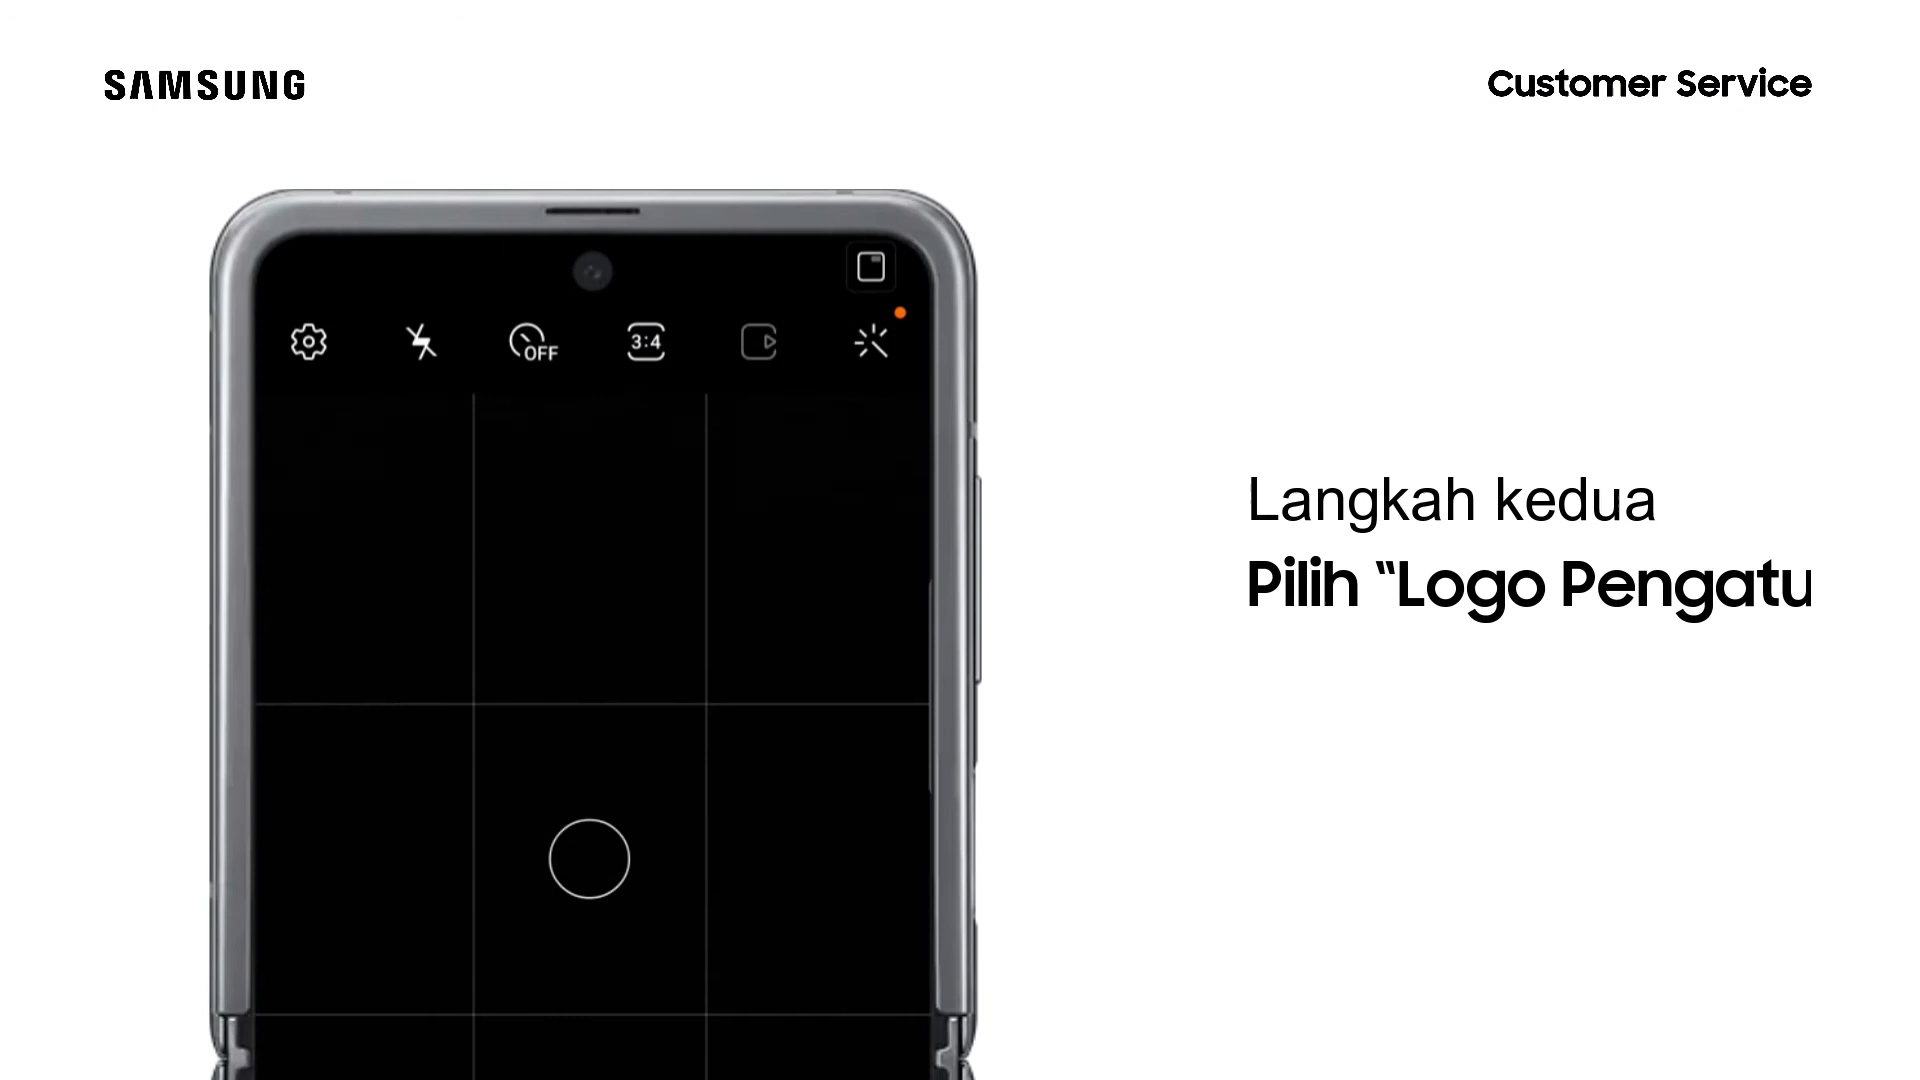 SAMSUNG
Customer Service
OFF
3:4
Langkah kedua
Pilih “Logo Pengatu